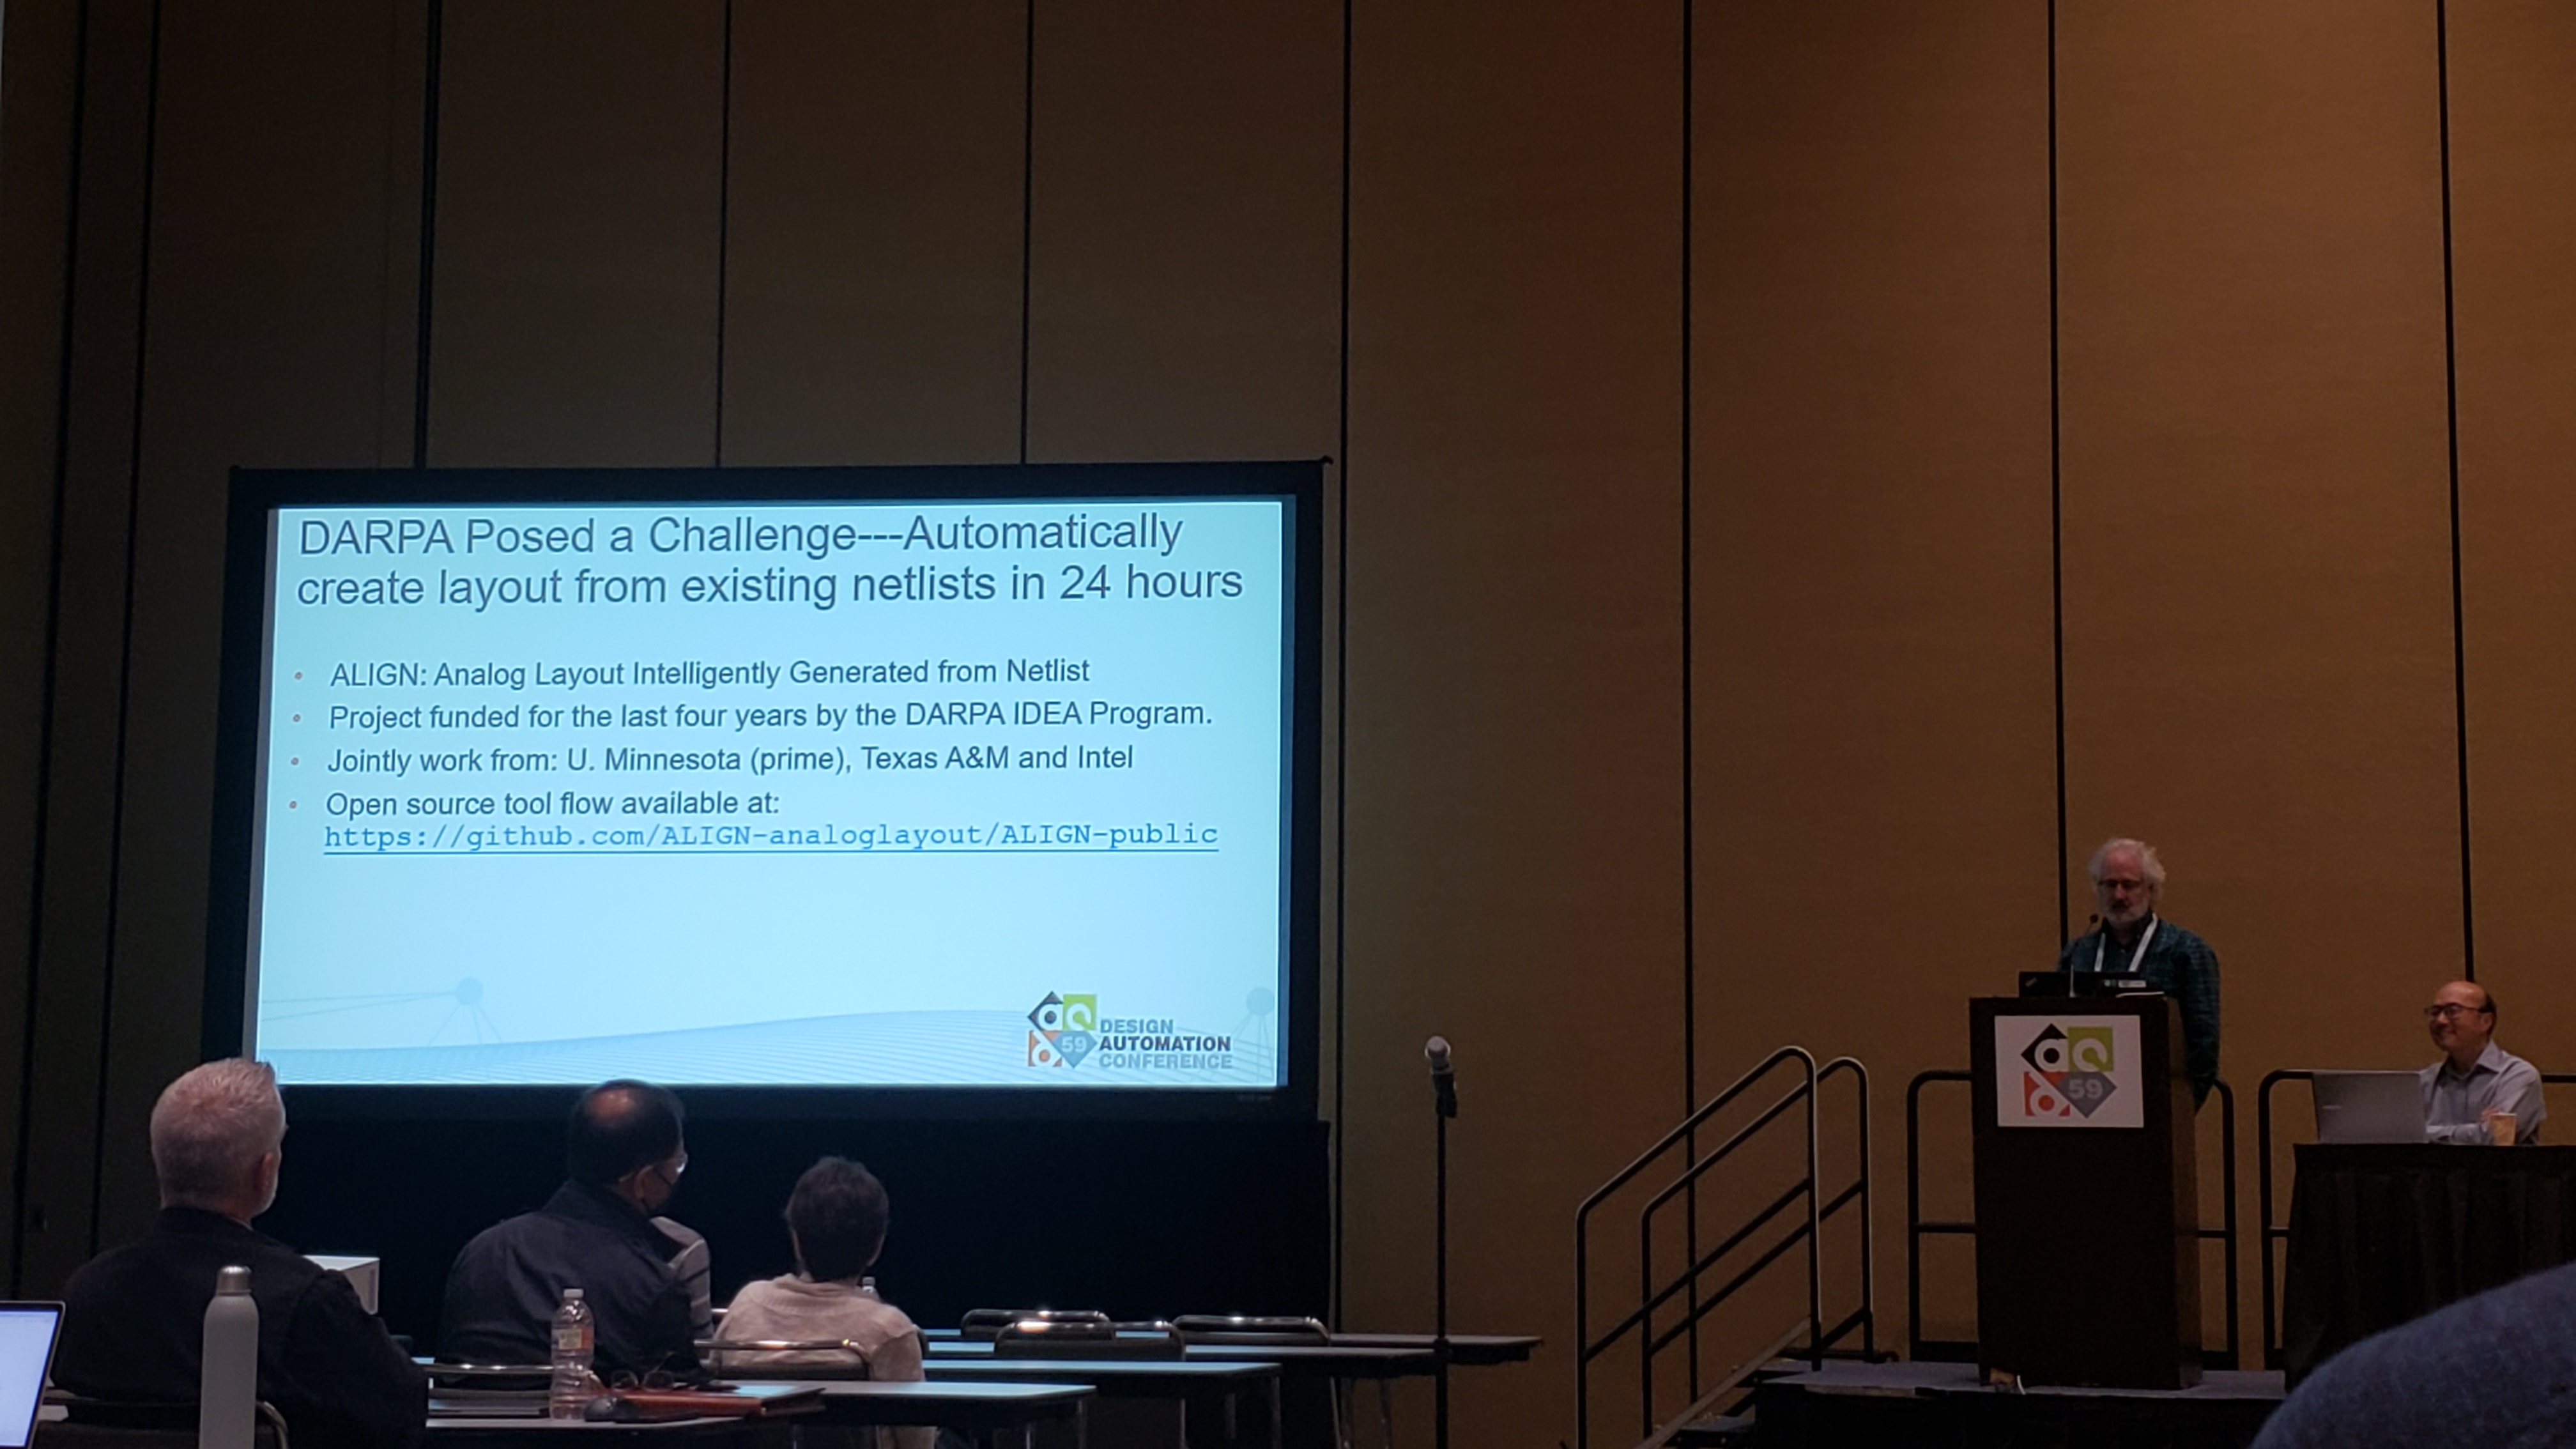 DARPA Posed a Challenge---Automatically
create layout from existing netlists in 24 hours
ALIGN: Analog Layout Intelligently Generated from Netlist
Project funded for the last four years by the DARPA IDEA Program.
Jointly work from: U. Minnesota (prime), Texas A&M and Intel
Open source tool flow available at:
https://github.com/ALIGN-analoglayout/ALIGN-public
59
DESIGN
AUTOMATION
CONFERENCE
59